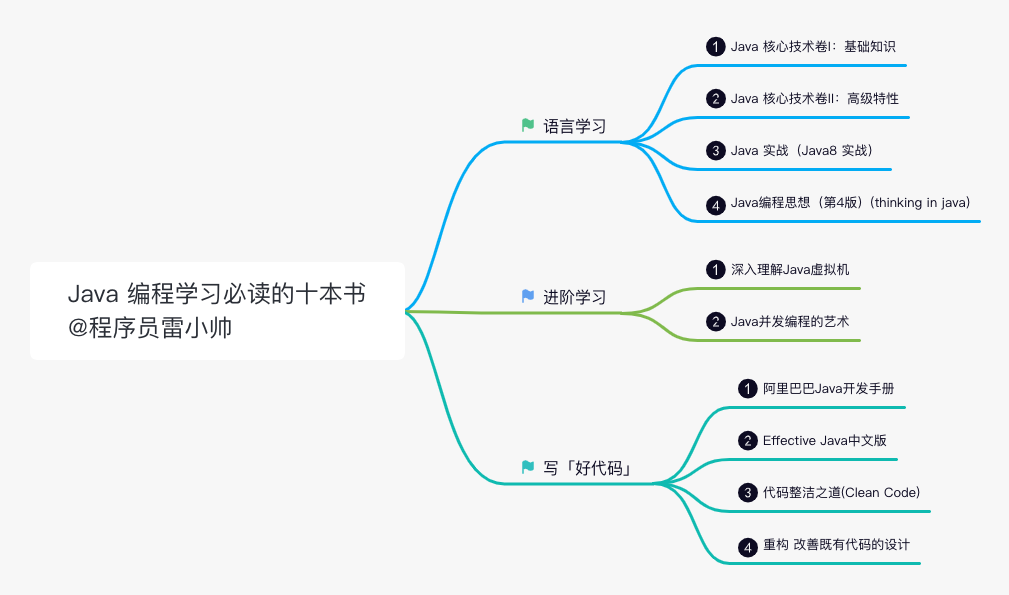 Java 编程学习必读的十本书
@程序员雷小帅
语言学习
1 Java 核心技术卷I：基础知识
2 Java 核心技术卷II：高级特性
3 Java 实战（Java8 实战）
4 Java编程思想（第4版）(thinking in java)
进阶学习
1 深入理解Java虚拟机
2 Java并发编程的艺术
写「好代码」
1 阿里巴巴Java开发手册
2 Effective Java中文版
3 代码整洁之道(Clean Code)
4 重构 改善既有代码的设计